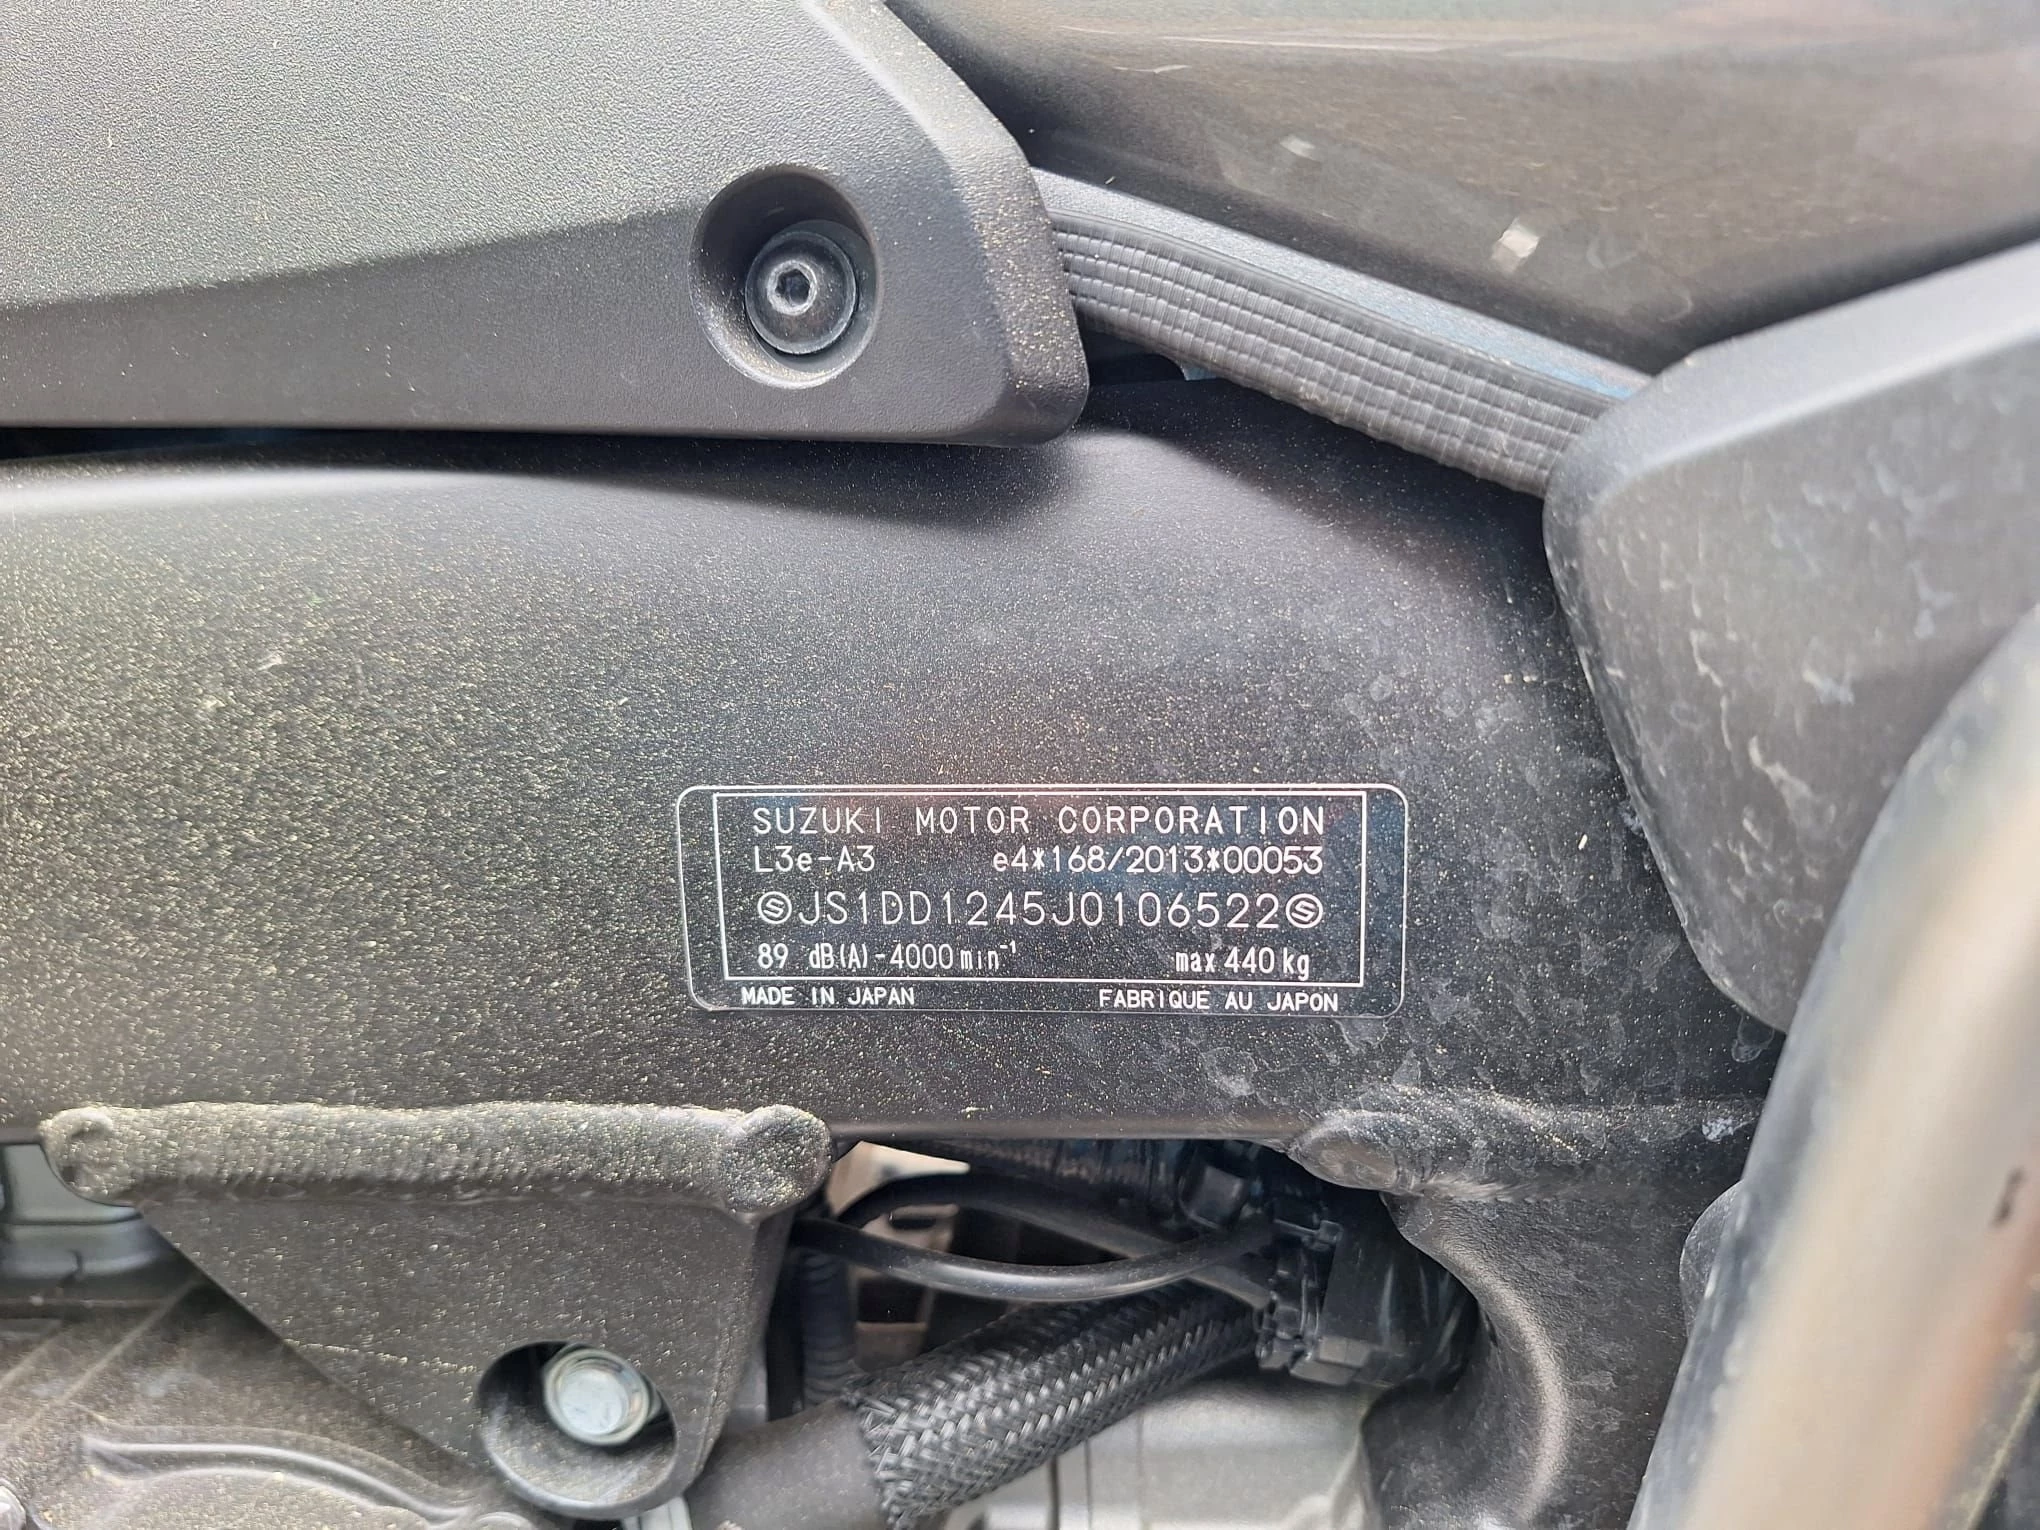 SUZUKI MOTOR CORPORATION
L3e-A3 e4*168/2013*00053
JS1DD1245J0106522
89 dB(A)-4000 min⁻¹ max 440 kg
MADE IN JAPAN FABRIQUE AU JAPON